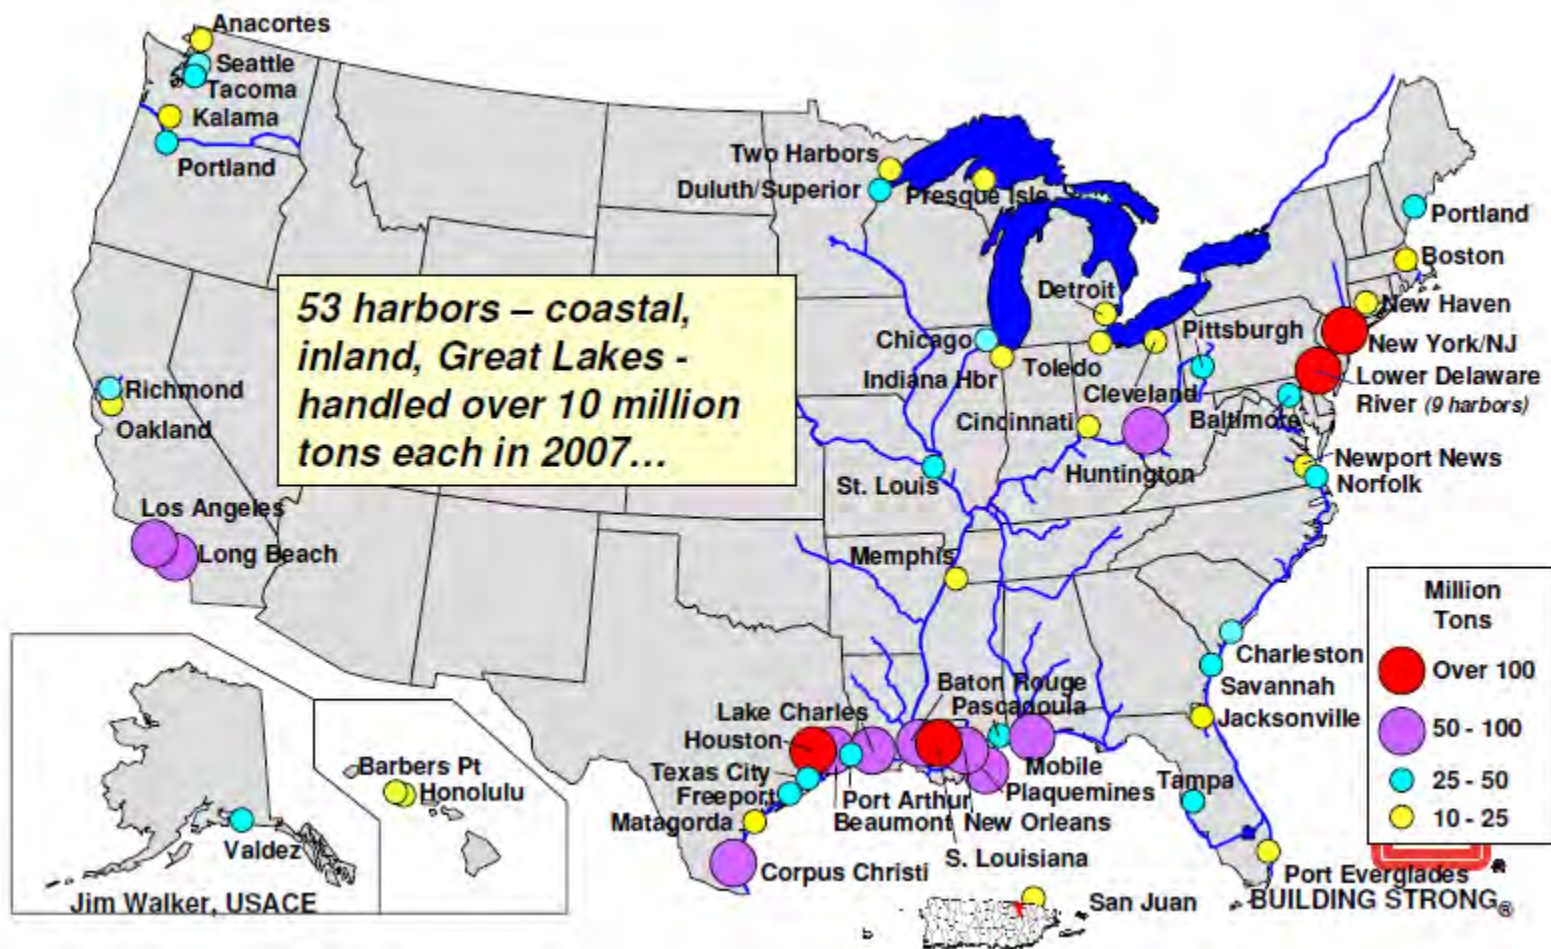 Anacortes
Seattle
Tacoma
Kalama
Portland
Two Harbors
Duluth/Superior
Presque Isle
Portland
Boston
Detroit
New Haven
53 harbors – coastal,
inland, Great Lakes -
handled over 10 million
tons each in 2007...
Chicago
Pittsburgh
New York/NJ
Indiana Hbr
Toledo
Cleveland
Lower Delaware
River (9 harbors)
Richmond
Oakland
Cincinnati
Baltimore
Huntington
Newport News
Norfolk
St. Louis
Los Angeles
Long Beach
Memphis
Million
Tons
Over 100
50 - 100
25 - 50
10 - 25
Charleston
Savannah
Jacksonville
Baton Rouge
Pascagoula
Lake Charles
Houston
Texas City
Freeport
Matagorda
Port Arthur
Beaumont
New Orleans
Mobile
Plaquemines
Tampa
S. Louisiana
Corpus Christi
Barbers Pt
Honolulu
Valdez
Jim Walker, USACE
San Juan
Port Everglades
BUILDING STRONG®